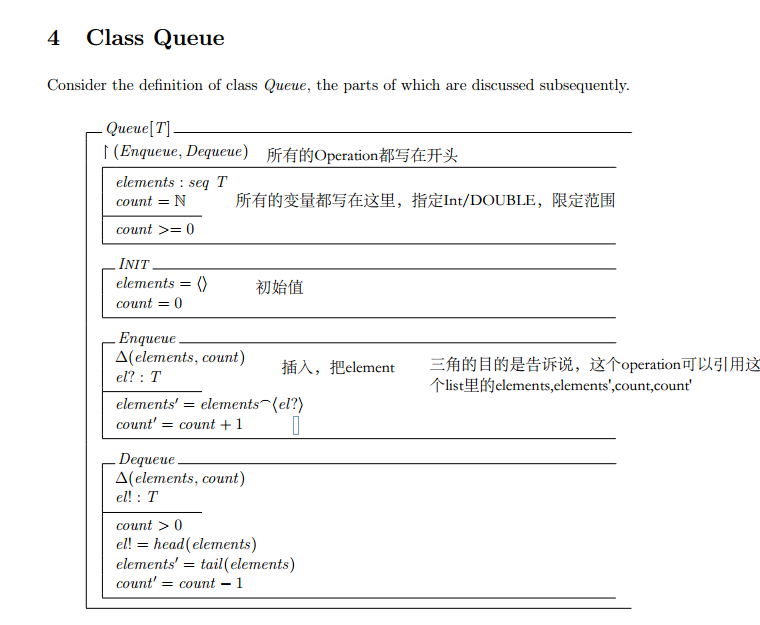 4 Class Queue
Consider the definition of class Queue, the parts of which are discussed subsequently.
Queue[T]
↾(Enqueue, Dequeue) 所有的Operation都写在开头
elements : seq T
count = ℕ 所有的变量都写在这里，指定Int/DOUBLE，限定范围
count >= 0
INIT
elements = ⟨⟩ 初始值
count = 0
Enqueue
Δ(elements, count) 插入，把element 三角的目的是告诉说，这个operation可以引用这
el? : T 个list里的elements,elements',count,count'
elements′ = elements⌢⟨el?⟩
count′ = count + 1
Dequeue
Δ(elements, count)
el! : T
count > 0
el! = head(elements)
elements′ = tail(elements)
count′ = count − 1